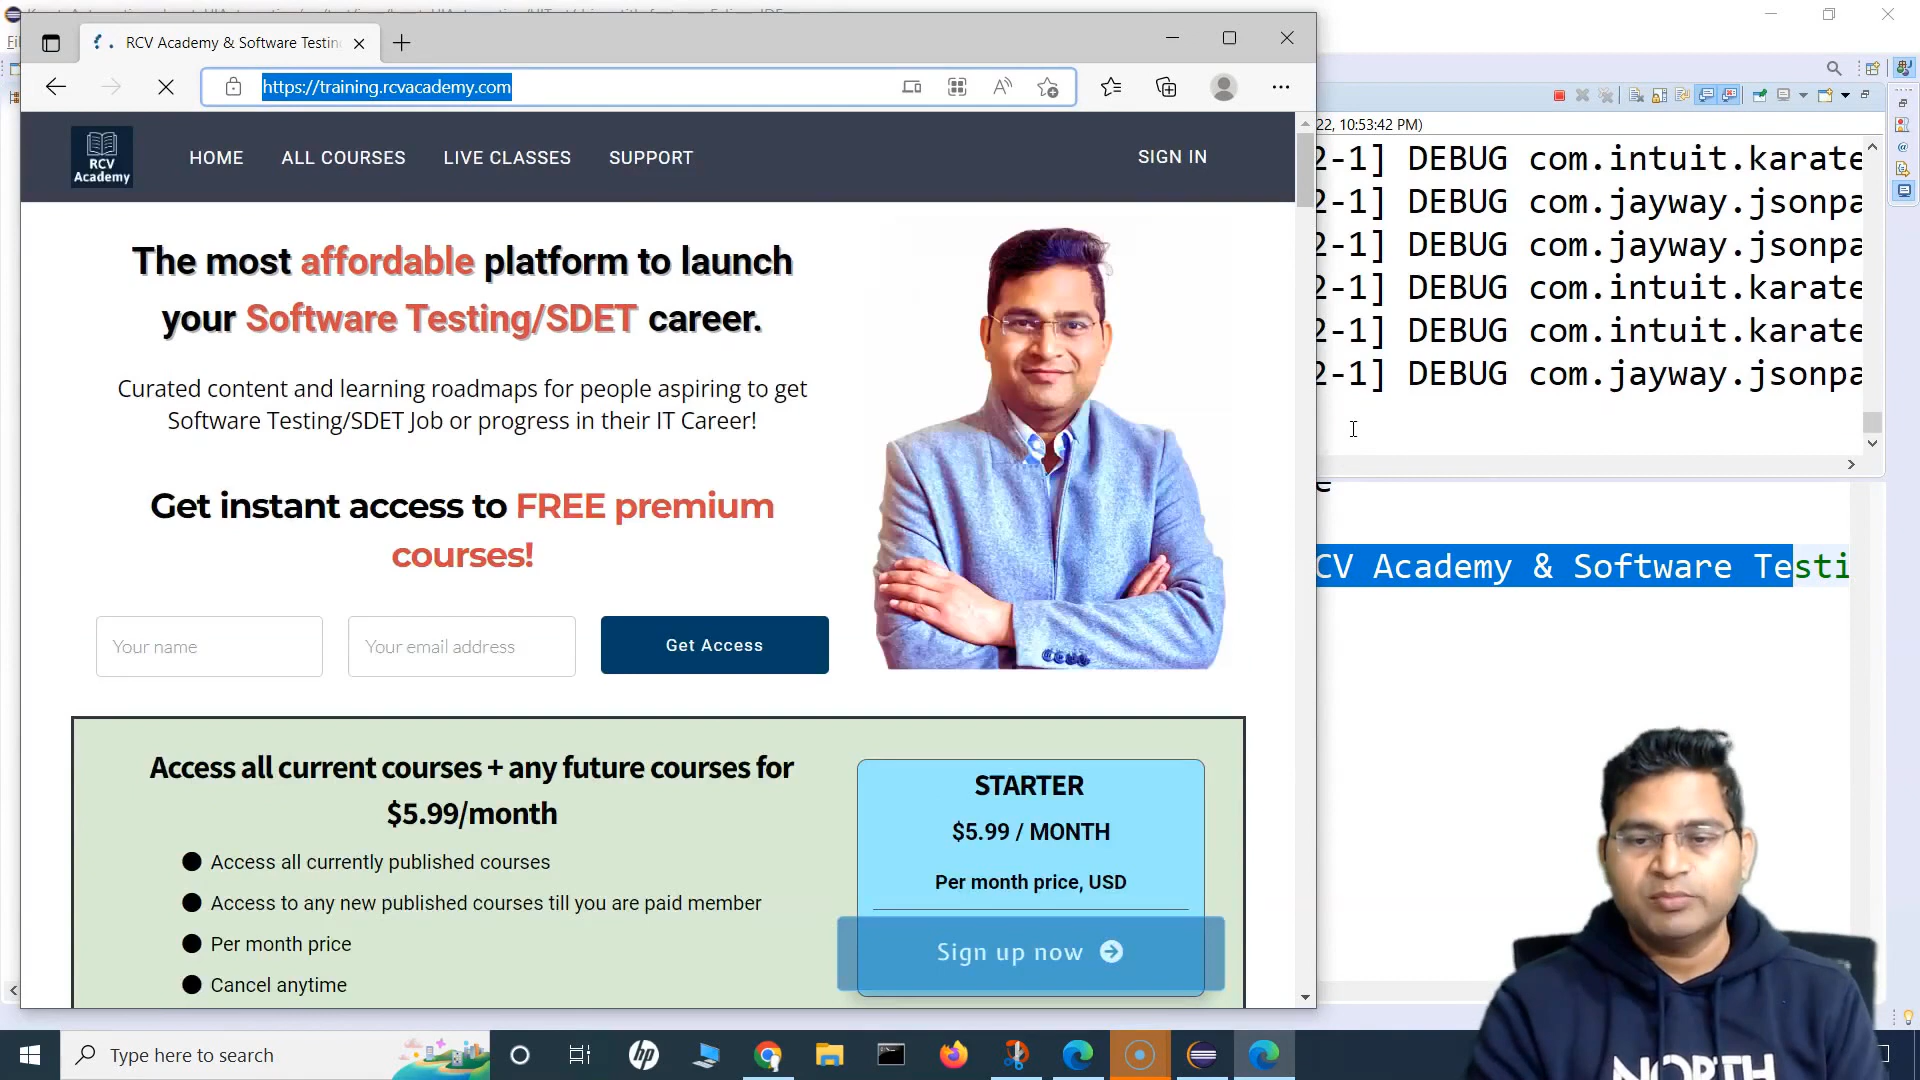 RCV Academy & Software Testin
https://training.rcvacademy.com
RCV
Academy
HOME
ALL COURSES
LIVE CLASSES
SUPPORT
SIGN IN
The most affordable platform to launch
your Software Testing/SDET career.
Curated content and learning roadmaps for people aspiring to get
Software Testing/SDET Job or progress in their IT Career!
Get instant access to FREE premium
courses!
Your name
Your email address
Get Access
Access all current courses + any future courses for
$5.99/month
Access all currently published courses
Access to any new published courses till you are paid member
Per month price
Cancel anytime
STARTER
$5.99 / MONTH
Per month price, USD
Sign up now
22, 10:53:42 PM)
2-1] DEBUG com.intuit.karate
2-1] DEBUG com.jayway.jsonpa
2-1] DEBUG com.jayway.jsonpa
2-1] DEBUG com.intuit.karate
2-1] DEBUG com.intuit.karate
2-1] DEBUG com.jayway.jsonpa
CV Academy & Software Testi
NORTH
Type here to search
hp